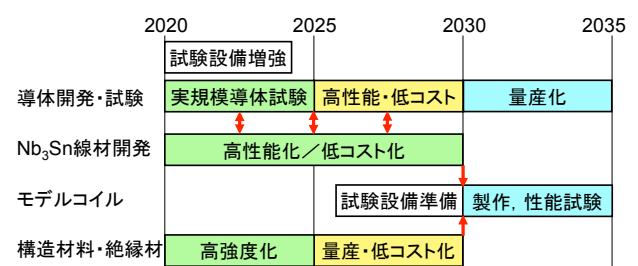 2020 2025 2030 2035
試験設備増強
導体開発・試験 実規模導体試験 高性能・低コスト 量産化
Nb₃Sn線材開発 高性能化／低コスト化
モデルコイル 試験設備準備 製作，性能試験
構造材料・絶縁材 高強度化 量産・低コスト化